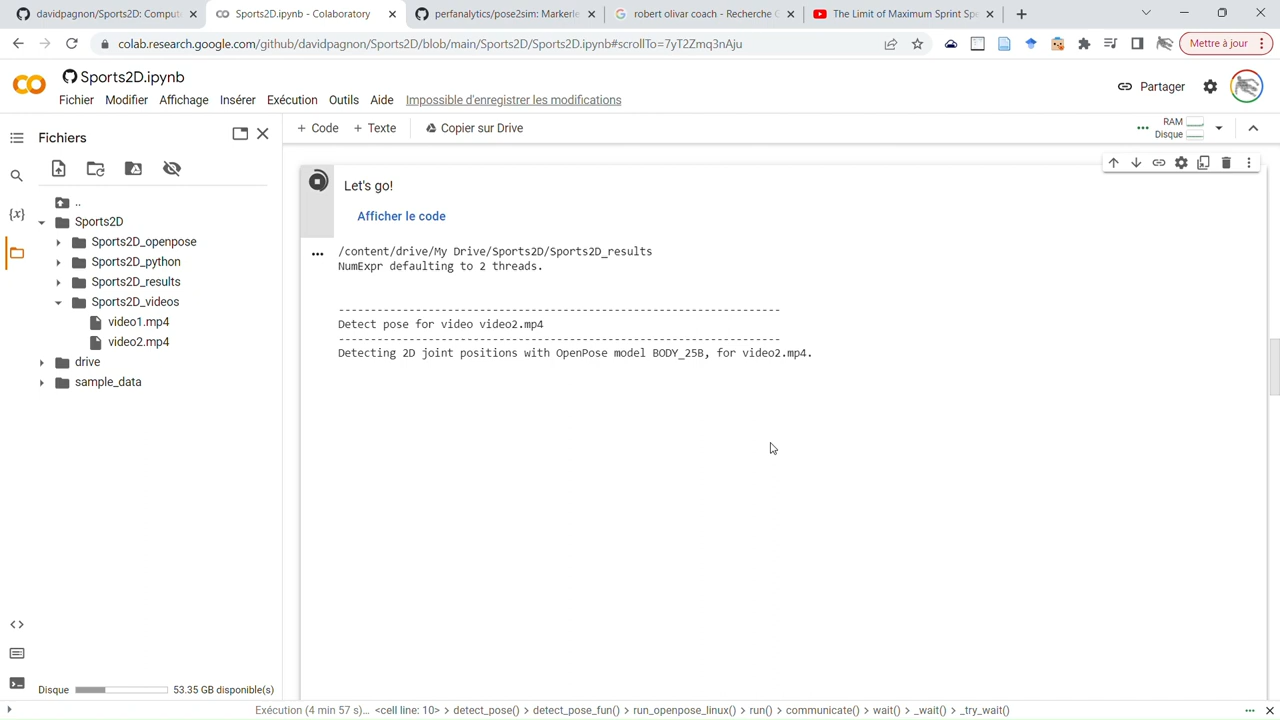 davidpagnon/Sports2D: Comput
Sports2D.ipynb - Colaboratory
perfanalytics/pose2sim: Markerle
robert olivar coach - Recherche
The Limit of Maximum Sprint Spe
colab.research.google.com/github/davidpagnon/Sports2D/blob/main/Sports2D/Sports2D.ipynb#scrollTo=7yT2Zmq3nAju
Mettre à jour
CO
Sports2D.ipynb
Fichier Modifier Affichage Insérer Exécution Outils Aide Impossible d'enregistrer les modifications
Partager
Fichiers
+ Code + Texte Copier sur Drive
RAM
Disque
..
Sports2D
Sports2D_openpose
Sports2D_python
Sports2D_results
Sports2D_videos
video1.mp4
video2.mp4
drive
sample_data
{x}
Let's go!
Afficher le code
/content/drive/My Drive/Sports2D/Sports2D_results
NumExpr defaulting to 2 threads.
---------------------------------------------------------------------
Detect pose for video video2.mp4
---------------------------------------------------------------------
Detecting 2D joint positions with OpenPose model BODY_25B, for video2.mp4.
Disque 53.35 GB disponible(s)
Exécution (4 min 57 s)... <cell line: 10> > detect_pose() > detect_pose_fun() > run_openpose_linux() > run() > communicate() > wait() > _wait() > _try_wait()